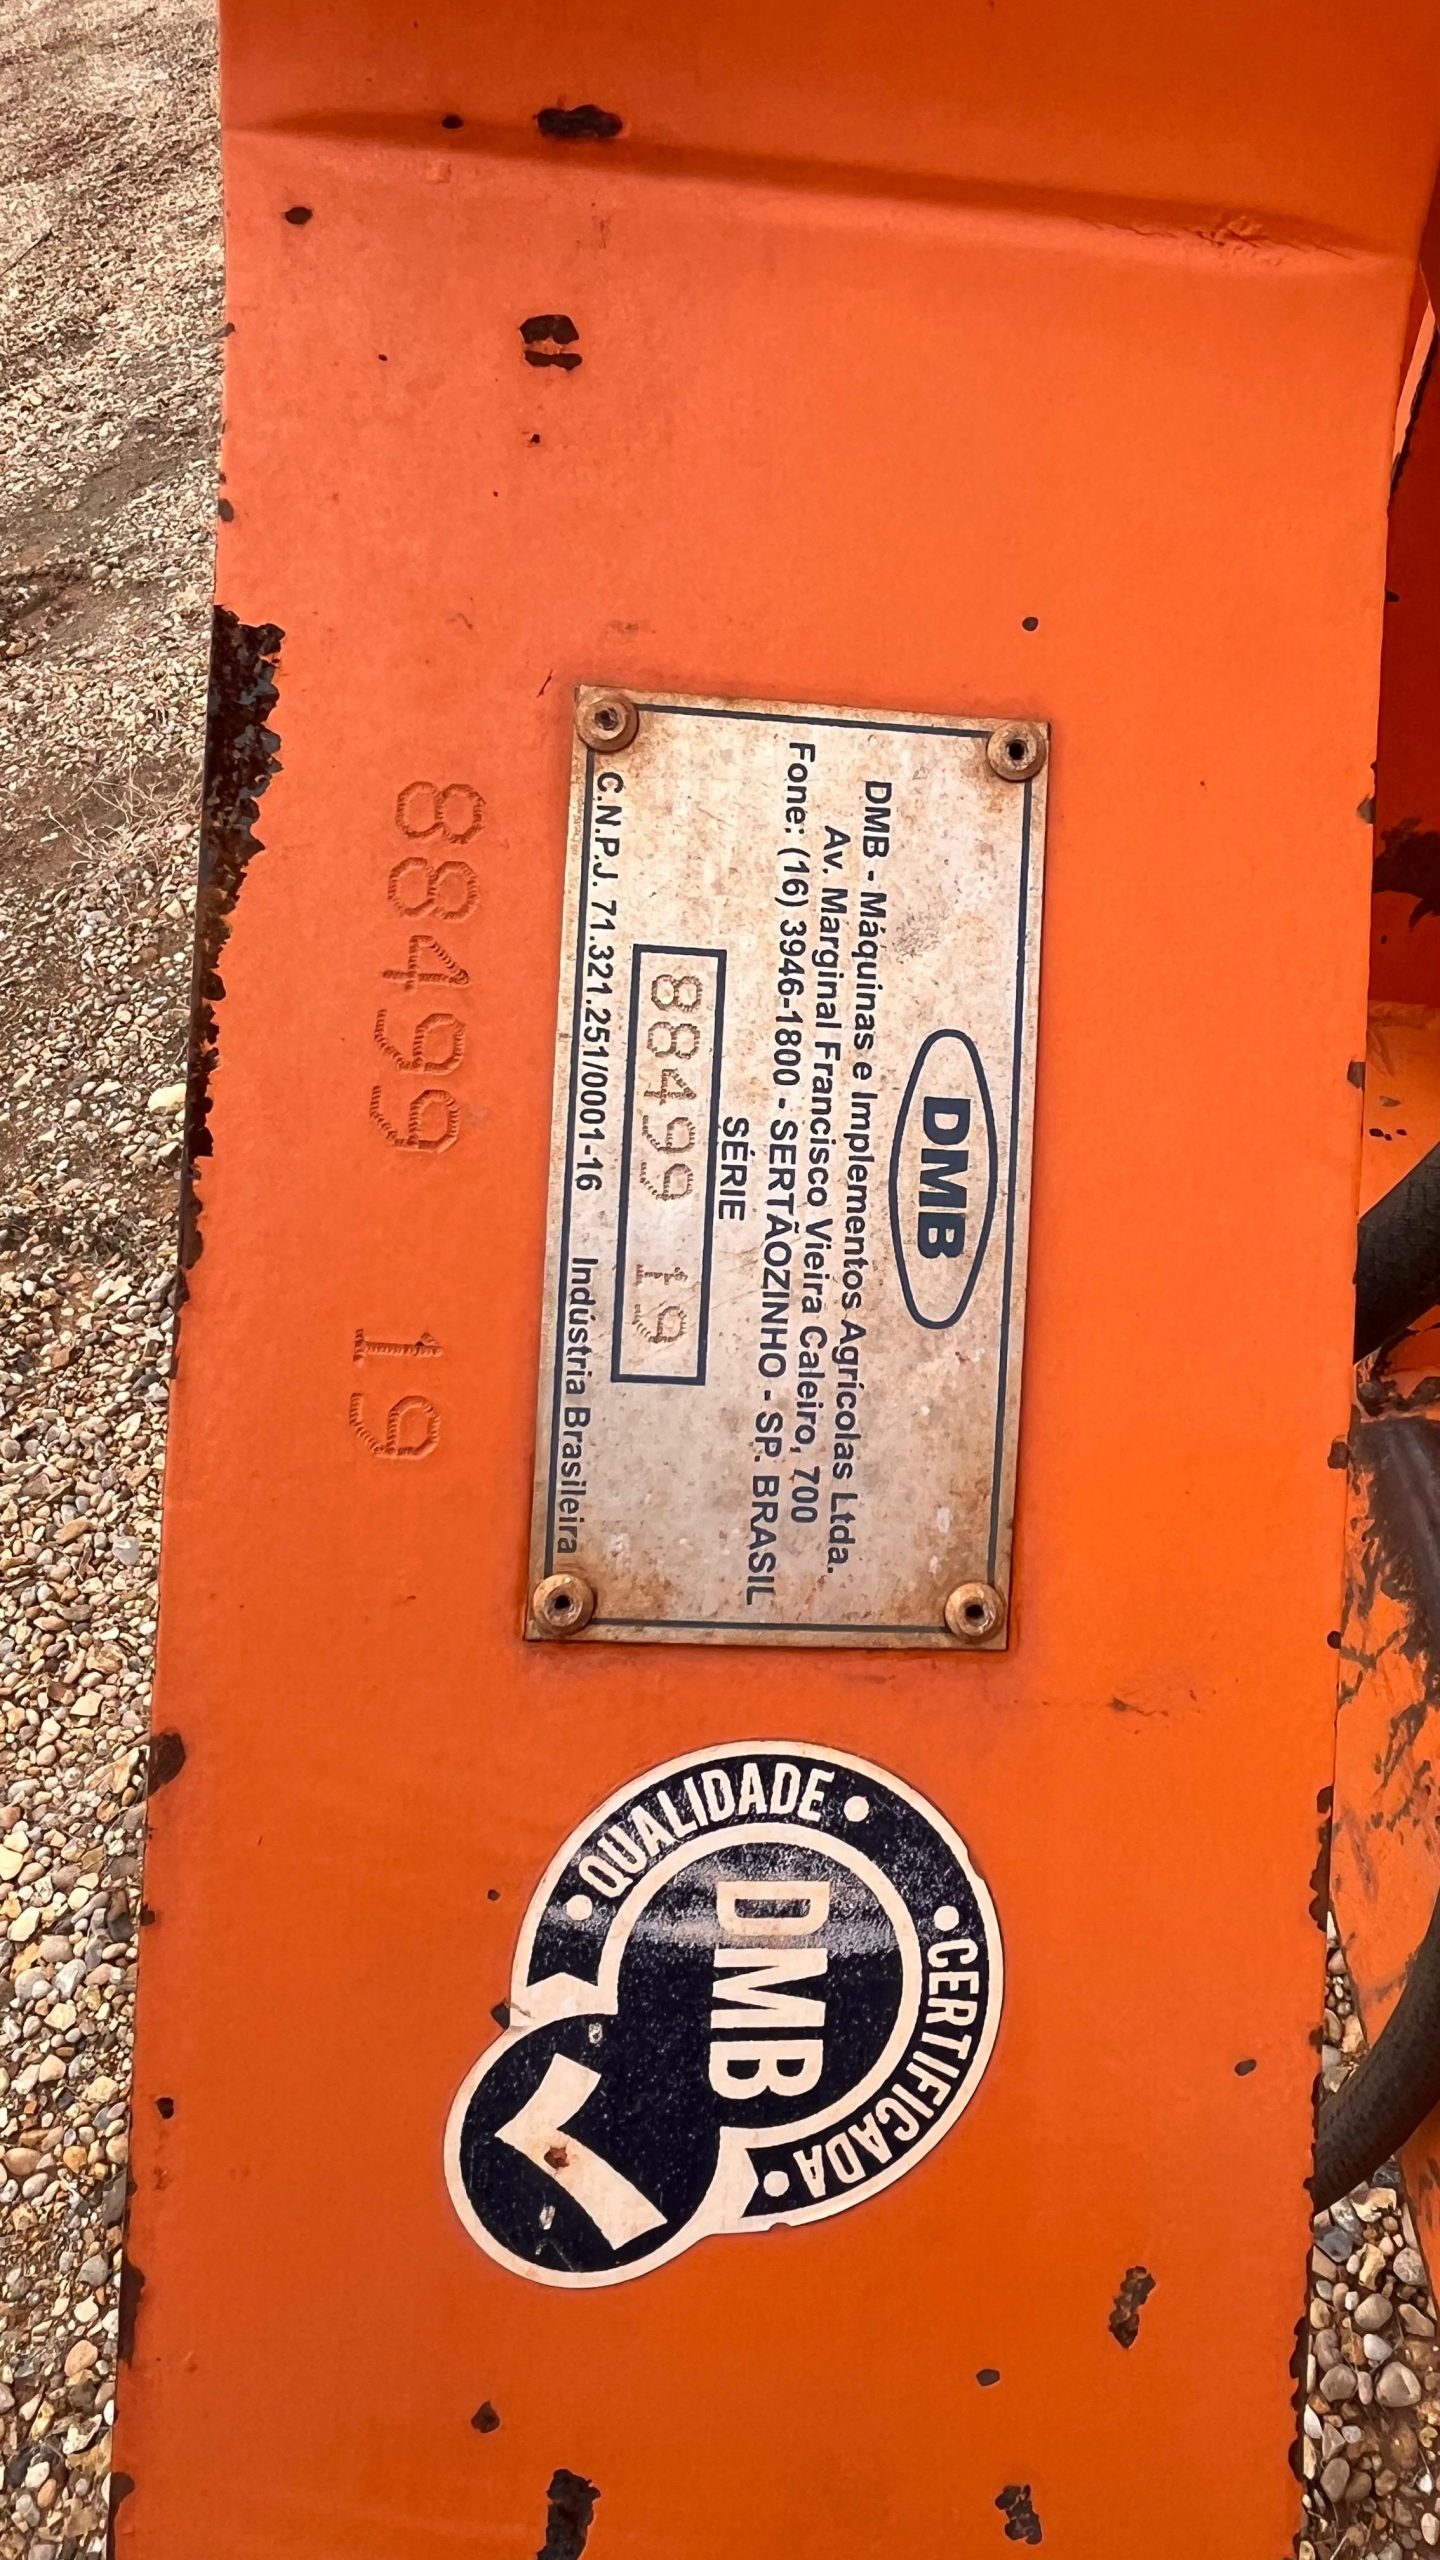 DMB
DMB - Máquinas e Implementos Agrícolas Ltda.
Av. Marginal Francisco Vieira Caleiro, 700
Fone: (16) 3946-1800 - SERTÃOZINHO - SP. BRASIL
SÉRIE
88499 19
C.N.P.J. 71.321.251/0001-16 Indústria Brasileira
88499 19
QUALIDADE CERTIFICADA
DMB